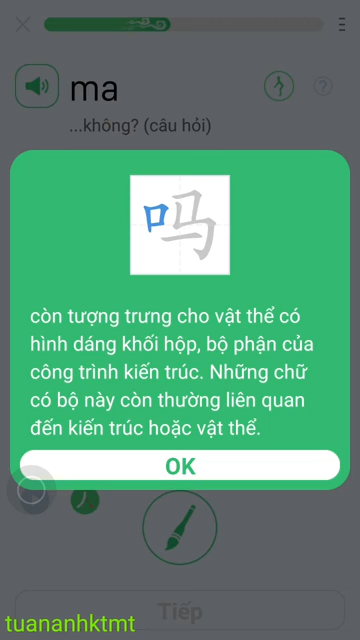 ma
...không? (câu hỏi)
吗
còn tượng trưng cho vật thể có
hình dáng khối hộp, bộ phận của
công trình kiến trúc. Những chữ
có bộ này còn thường liên quan
đến kiến trúc hoặc vật thể.
OK
Tiếp
tuananhktmt